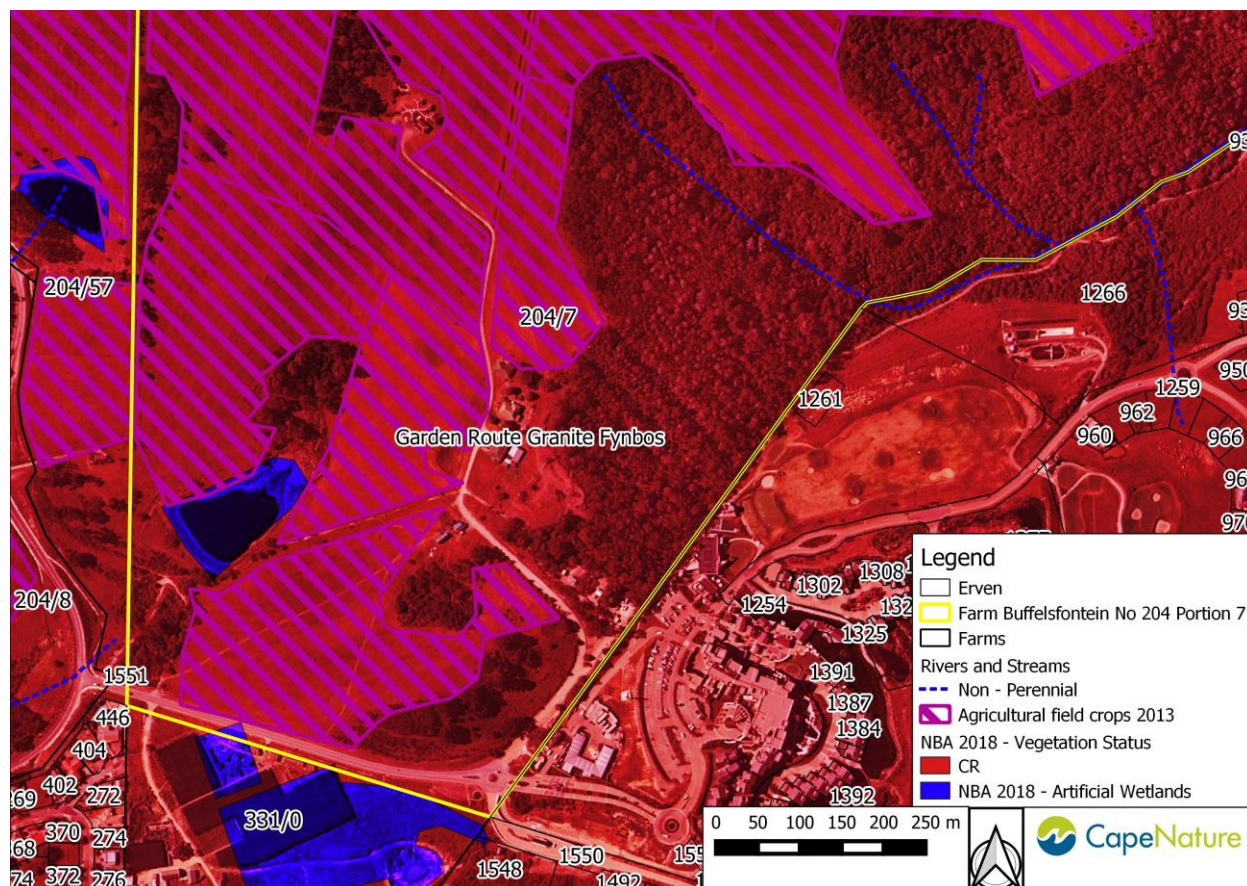 204/57
204/7
1266
1261
1259
950
962
960
966
Garden Route Granite Fynbos
204/8
1551
446
404
402
272
331/0
370
274
372
276
1254
1302
1308
1325
1391
1387
1384
1392
1548
1550
1492
Legend
Erven
Farm Buffelsfontein No 204 Portion 7
Farms
Rivers and Streams
Non - Perennial
Agricultural field crops 2013
NBA 2018 - Vegetation Status
CR
NBA 2018 - Artificial Wetlands
0 50 100 150 200 250 m
CapeNature